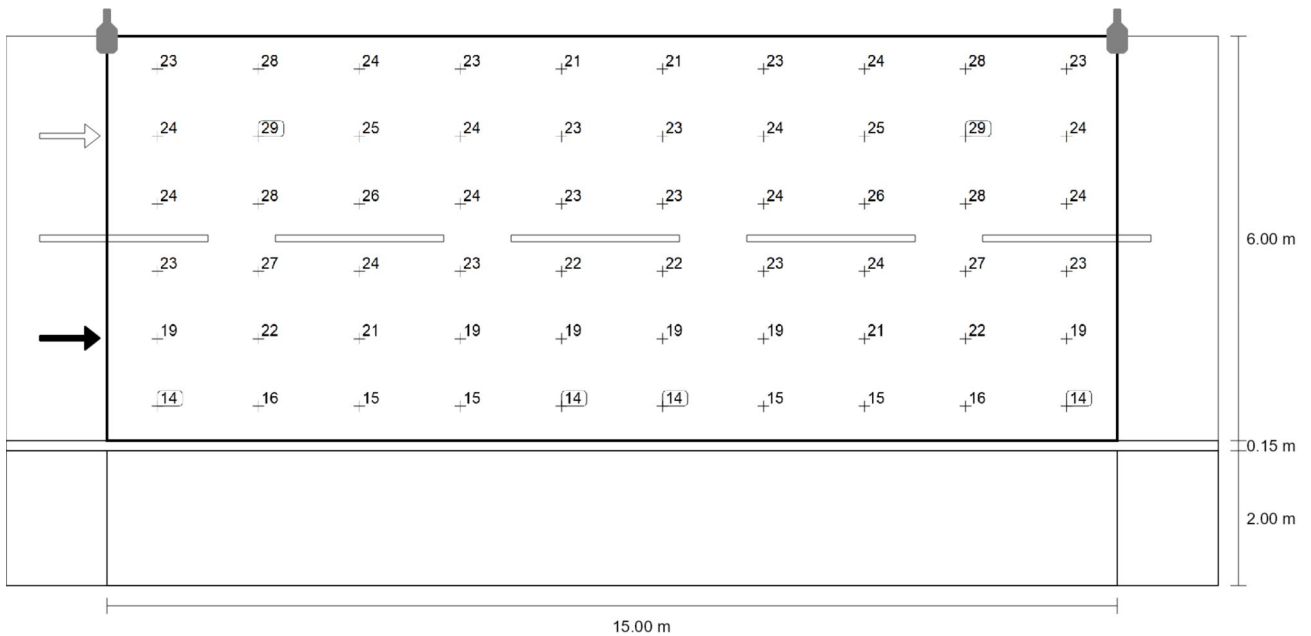 23 28 24 23 21 21 23 24 28 23
24 29 25 24 23 23 24 25 29 24
24 28 26 24 23 23 24 26 28 24
6.00 m
23 27 24 23 22 22 23 24 27 23
19 22 21 19 19 19 19 21 22 19
14 16 15 15 14 14 15 15 16 14
0.15 m
2.00 m
15.00 m